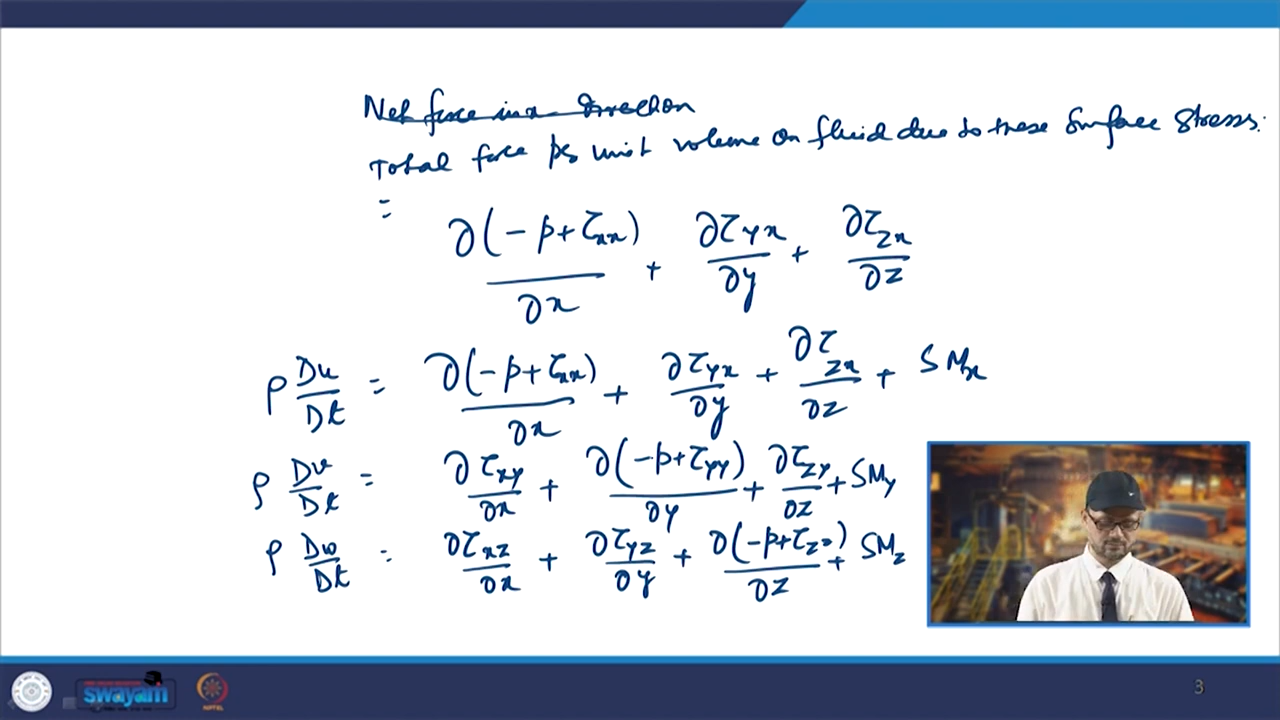 Net force in x direction
Total force per unit volume on fluid due to these surface stresses.
=
∂(-p+τxx)/∂x + ∂τyx/∂y + ∂τzx/∂z
ρ Du/Dt = ∂(-p+τxx)/∂x + ∂τyx/∂y + ∂τzx/∂z + SMx
ρ Dv/Dt = ∂τxy/∂x + ∂(-p+τyy)/∂y + ∂τzy/∂z + SMy
ρ Dw/Dt = ∂τxz/∂x + ∂τyz/∂y + ∂(-p+τzz)/∂z + SMz
swayam
3